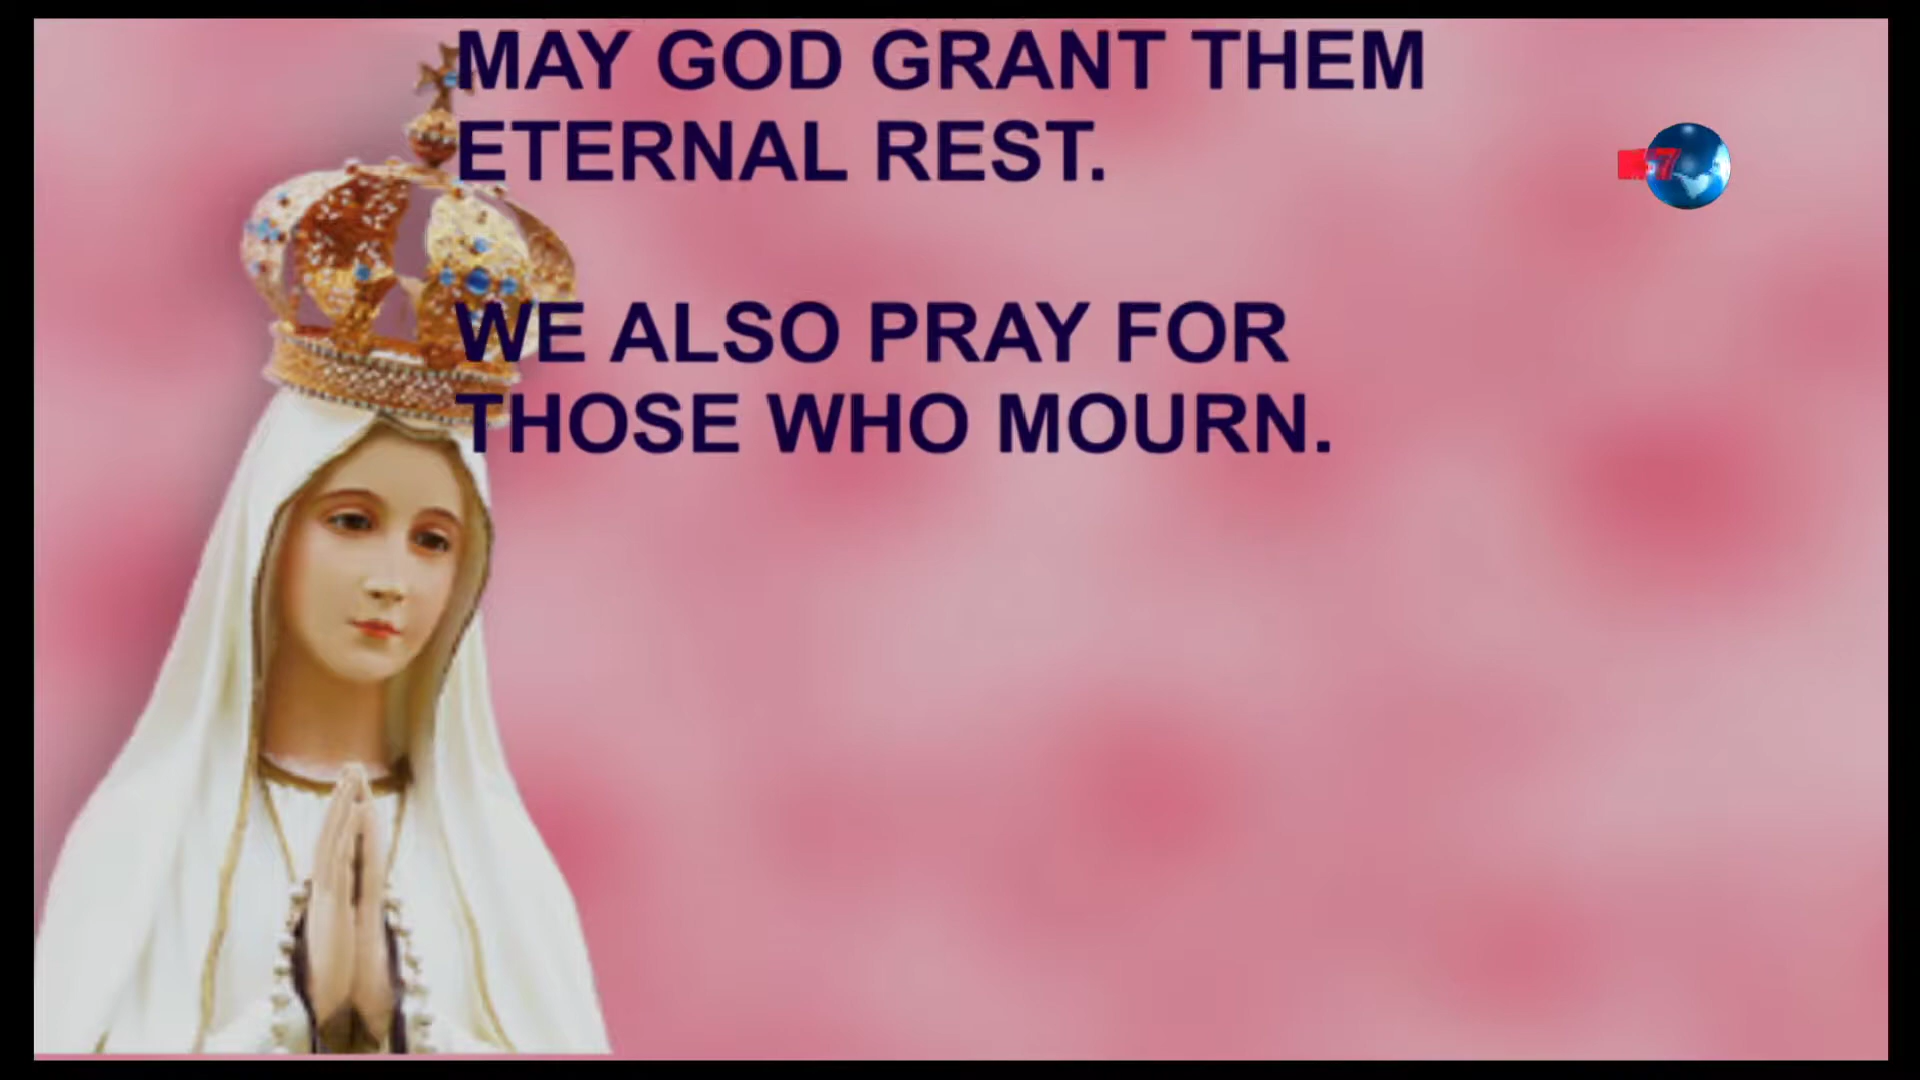 MAY GOD GRANT THEM
ETERNAL REST.
WE ALSO PRAY FOR
THOSE WHO MOURN.